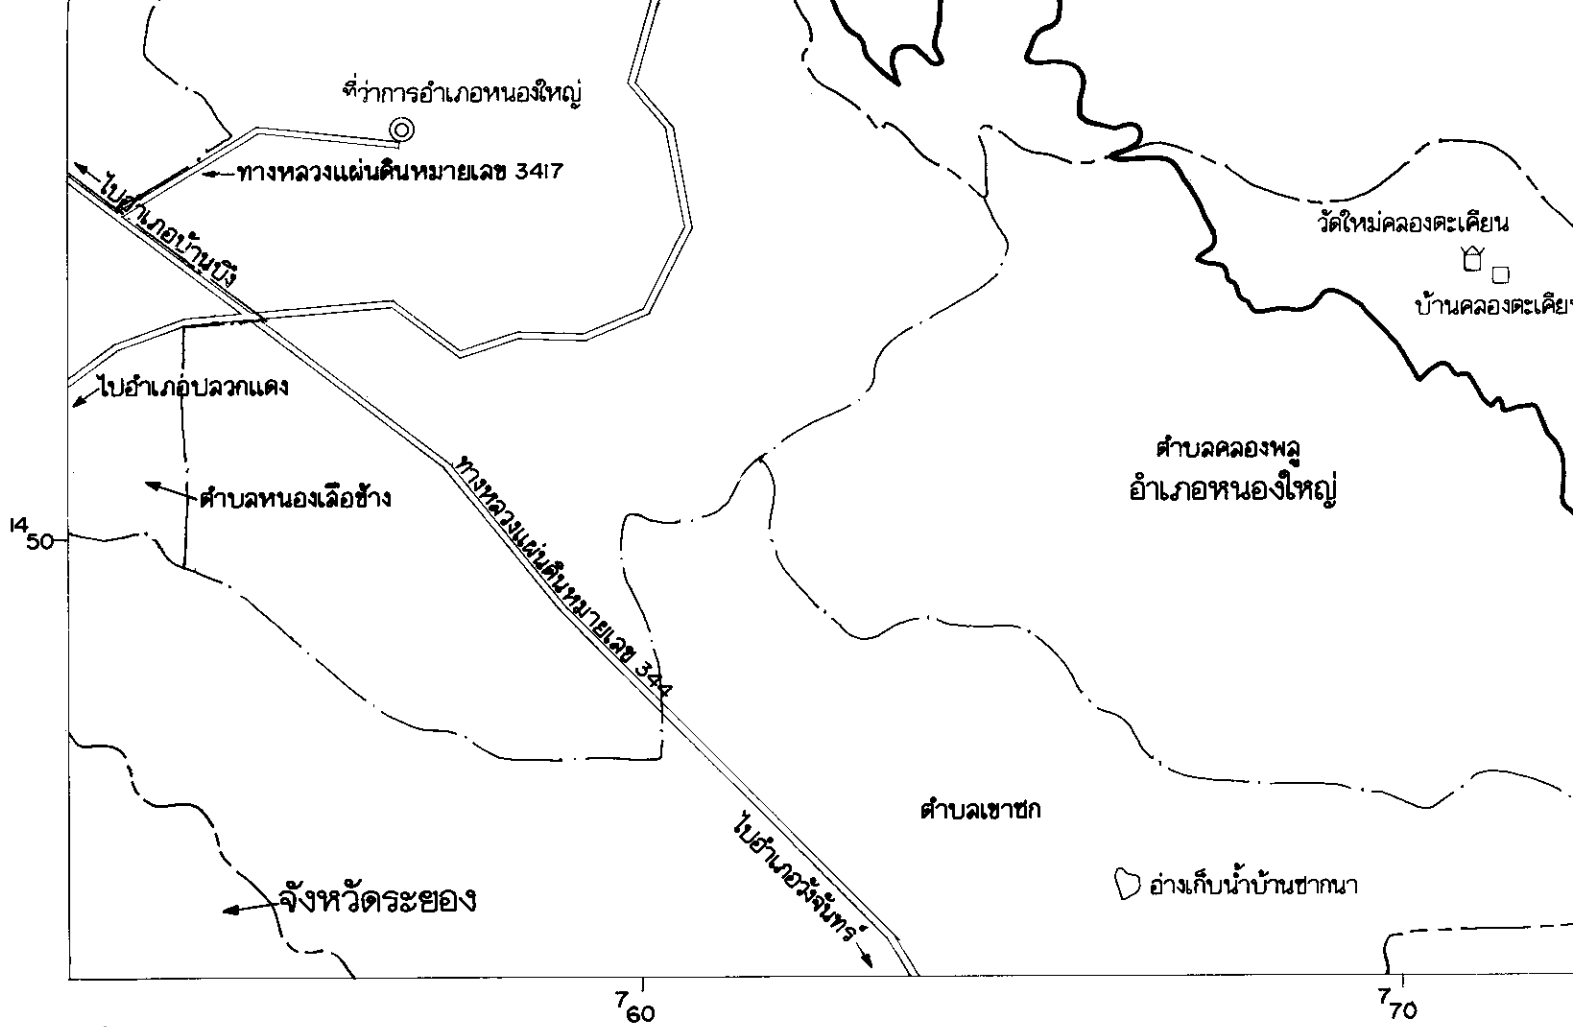 ที่ว่าการอำเภอหนองใหญ่
ทางหลวงแผ่นดินหมายเลข 3417
ไปอำเภอบ้านบึง
วัดใหม่คลองตะเคียน
บ้านคลองตะเคียน
ไปอำเภอปลวกแดง
ตำบลคลองพลู
อำเภอหนองใหญ่
ตำบลหนองเสือช้าง
ทางหลวงแผ่นดินหมายเลข 344
14 50
ตำบลเขาซก
ไปอำเภอวังจันทร์
อ่างเก็บน้ำบ้านชากนา
จังหวัดระยอง
7 60
7 70